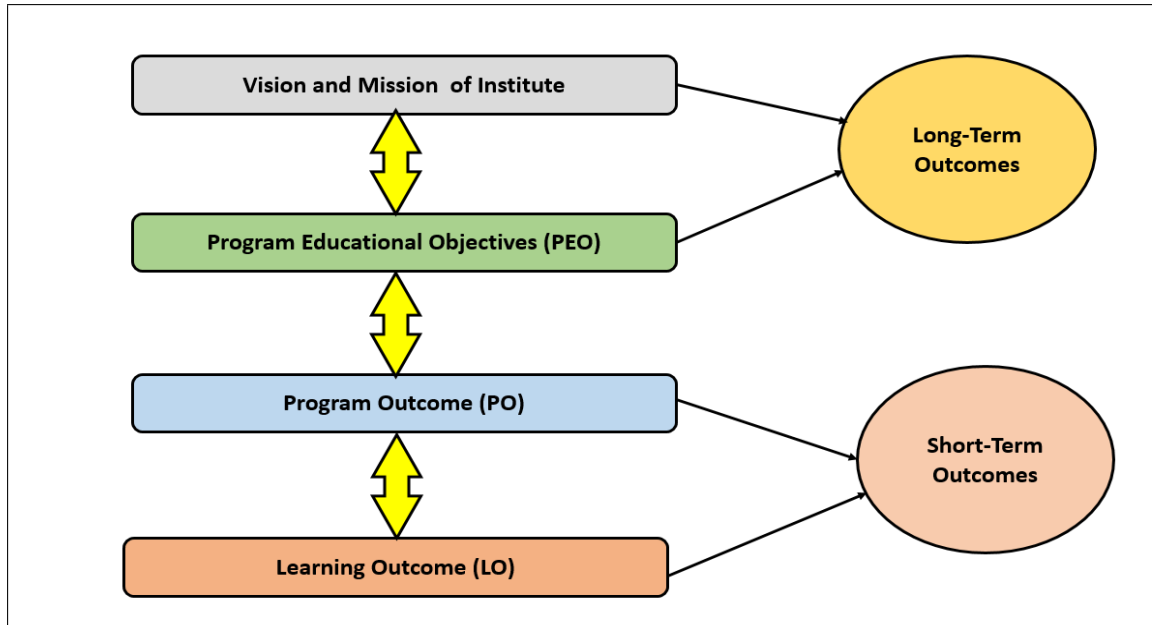 Vision and Mission of Institute
Long-Term
Outcomes
Program Educational Objectives (PEO)
Program Outcome (PO)
Short-Term
Outcomes
Learning Outcome (LO)